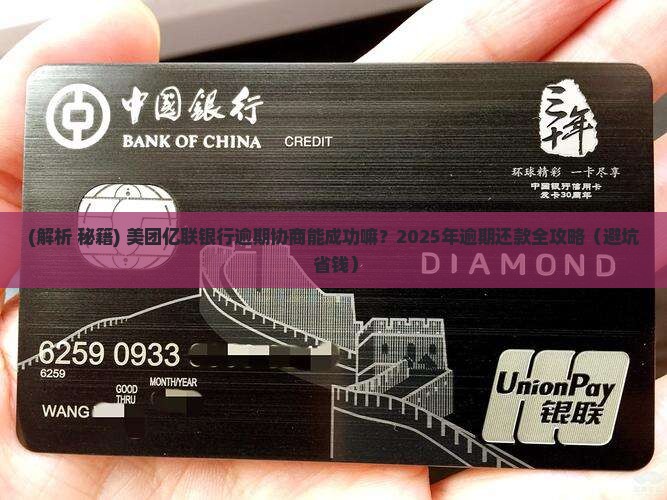 中國銀行
BANK OF CHINA
CREDIT
三十年
环球精彩 一卡尽享
中国银行信用卡
发卡30周年
(解析 秘籍) 美团亿联银行逾期协商能成功嘛？2025年逾期还款全攻略（避坑
省钱）
DIAMOND
6259 0933
6259
GOOD
THRU
MONTH/YEAR
WANG
UnionPay
银联